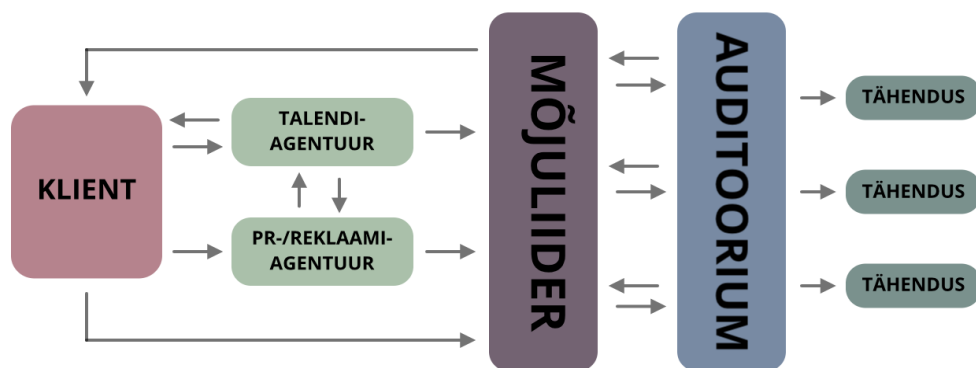 KLIENT
TALENDI-
AGENTUUR
PR-/REKLAAMI-
AGENTUUR
MÕJULIIDER
AUDITOORIUM
TÄHENDUS
TÄHENDUS
TÄHENDUS